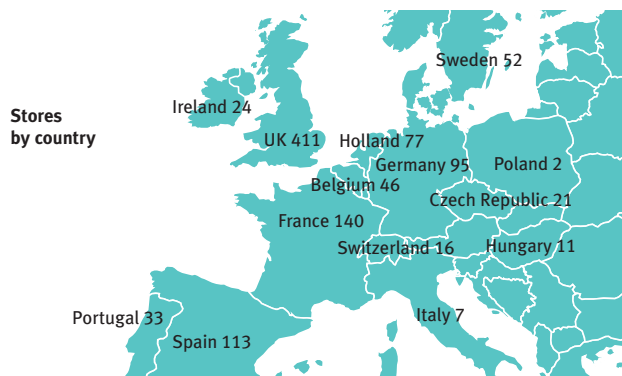 Stores
by country
Sweden 52
Ireland 24
UK 411
Holland 77
Germany 95
Poland 2
Belgium 46
Czech Republic 21
France 140
Switzerland 16
Hungary 11
Portugal 33
Italy 7
Spain 113